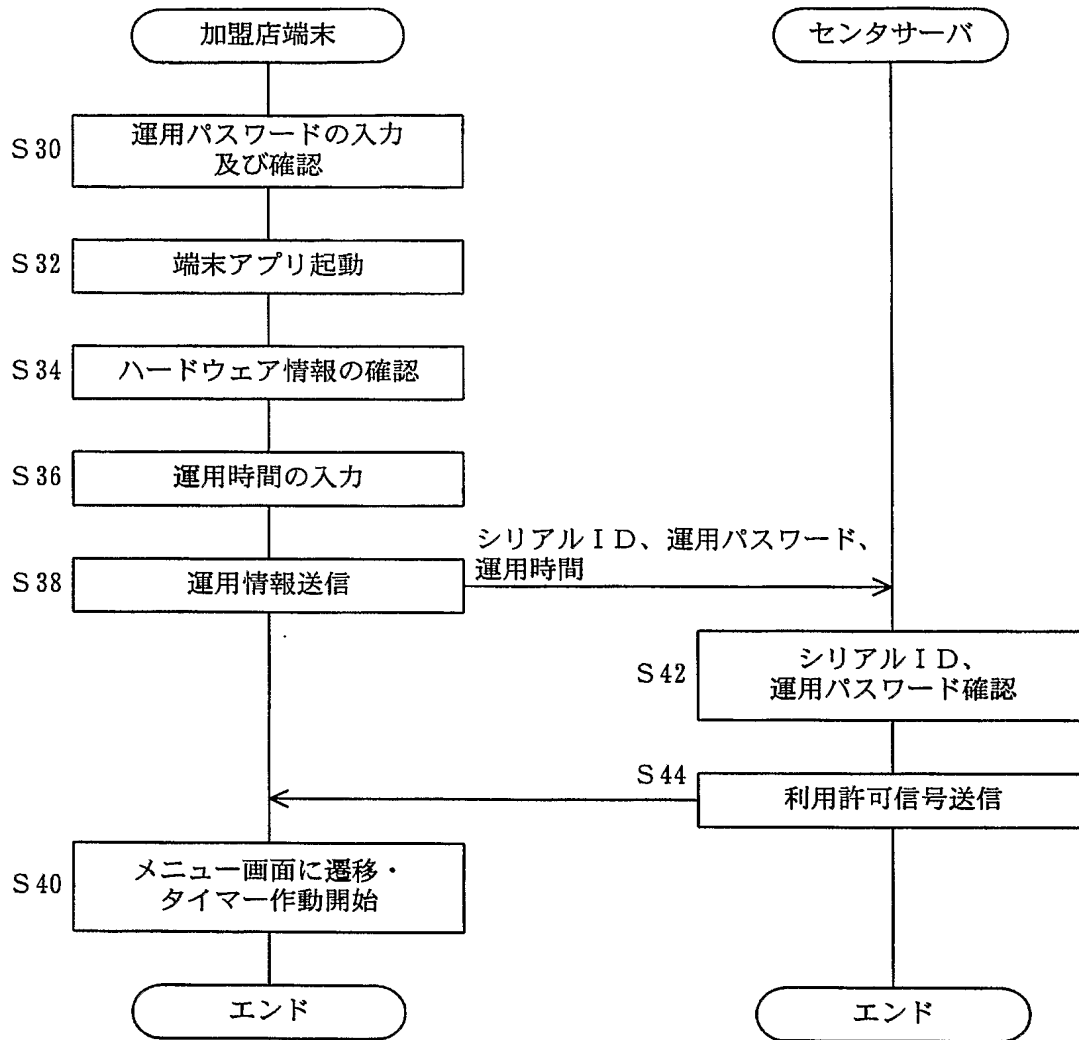 加盟店端末
センタサーバ
S30
運用パスワードの入力
及び確認
S32
端末アプリ起動
S34
ハードウェア情報の確認
S36
運用時間の入力
シリアルID、運用パスワード、
運用時間
S38
運用情報送信
S42
シリアルID、
運用パスワード確認
S44
利用許可信号送信
S40
メニュー画面に遷移・
タイマー作動開始
エンド
エンド